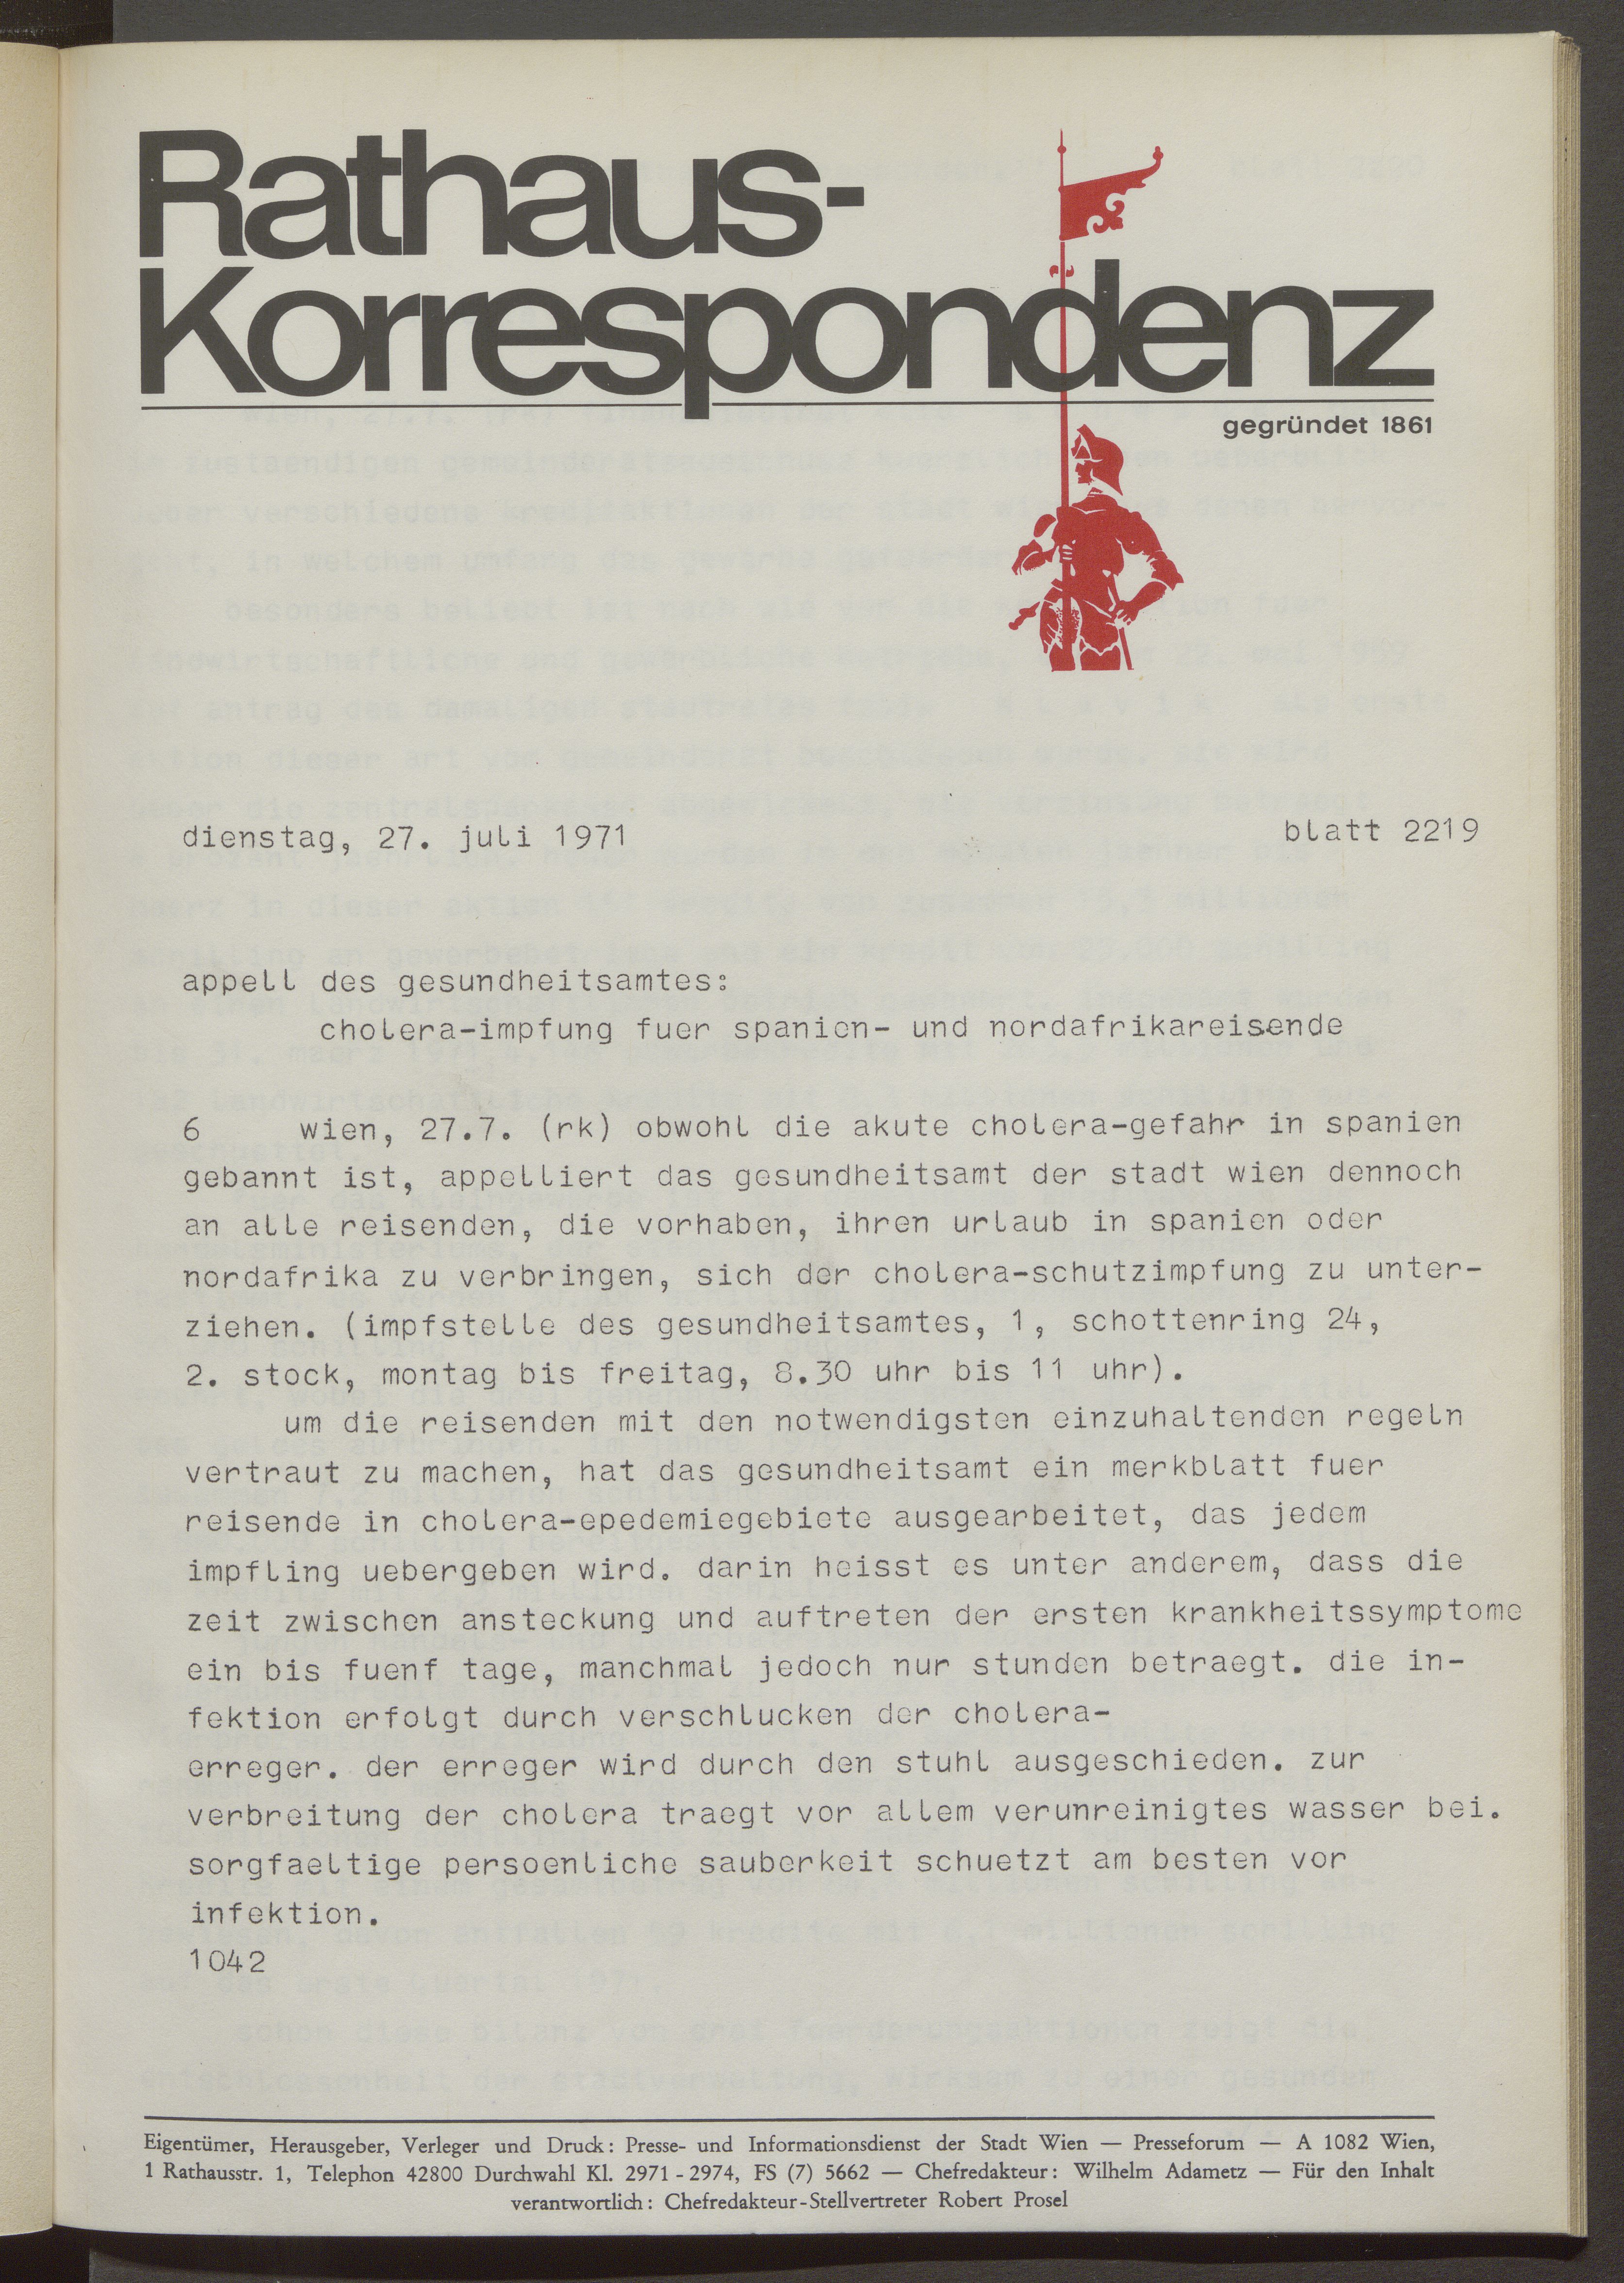 Rathaus-
Korrespondenz
gegründet 1861
dienstag, 27. juli 1971 blatt 2219
appell des gesundheitsamtes:
cholera-impfung fuer spanien- und nordafrikareisende
6 wien, 27.7. (rk) obwohl die akute cholera-gefahr in spanien
gebannt ist, appelliert das gesundheitsamt der stadt wien dennoch
an alle reisenden, die vorhaben, ihren urlaub in spanien oder
nordafrika zu verbringen, sich der cholera-schutzimpfung zu unter-
ziehen. (impfstelle des gesundheitsamtes, 1, schottenring 24,
2. stock, montag bis freitag, 8.30 uhr bis 11 uhr).
um die reisenden mit den notwendigsten einzuhaltenden regeln
vertraut zu machen, hat das gesundheitsamt ein merkblatt fuer
reisende in cholera-epedemiegebiete ausgearbeitet, das jedem
impfling uebergeben wird. darin heisst es unter anderem, dass die
zeit zwischen ansteckung und auftreten der ersten krankheitssymptome
ein bis fuenf tage, manchmal jedoch nur stunden betraegt. die in-
fektion erfolgt durch verschlucken der cholera-
erreger. der erreger wird durch den stuhl ausgeschieden. zur
verbreitung der cholera traegt vor allem verunreinigtes wasser bei.
sorgfaeltige persoenliche sauberkeit schuetzt am besten vor
infektion.
1042
Eigentümer, Herausgeber, Verleger und Druck: Presse- und Informationsdienst der Stadt Wien — Presseforum — A 1082 Wien,
1 Rathausstr. 1, Telephon 42800 Durchwahl Kl. 2971 - 2974, FS (7) 5662 — Chefredakteur: Wilhelm Adametz — Für den Inhalt
verantwortlich: Chefredakteur-Stellvertreter Robert Prosel